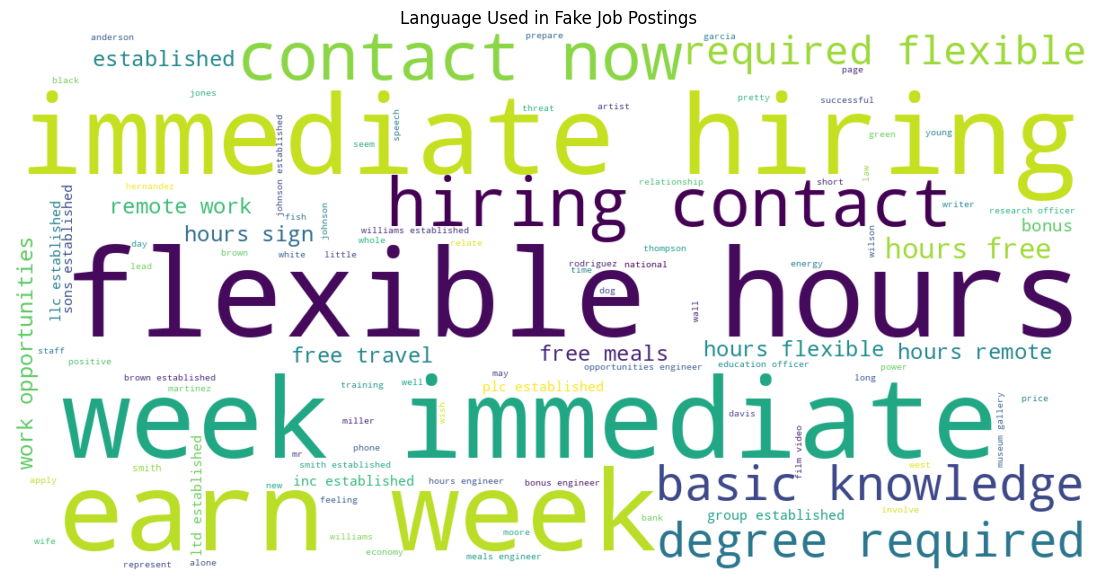 Language Used in Fake Job Postings
anderson
prepare
garcia
established
contact now
required flexible
black
page
jones
threat
artist
pretty
successful
immediate hiring
johnson established
seem
speech
green
young
law
hernandez
hiring contact
relationship
short
writer
research officer
remote work
fish
johnson
bonus
llc established
sons established
hours sign
williams established
wilson
hours free
day
whole
relate
thompson
lead
brown
white
little
rodriguez
national
time
energy
work opportunities
flexible hours
dog
wall
staff
free travel
free meals
hours flexible
hours remote
positive
opportunities engineer
education officer
power
brown established
martinez
training
well
may
plc established
long
price
week immediate
wish
miller
davis
phone
museum gallery
mr
film video
smith
smith established
west
apply
ltd established
new
inc established
hours engineer
bonus engineer
basic knowledge
earn week
feeling
bank
group established
involve
wife
williams
moore
degree required
economy
meals engineer
represent
alone